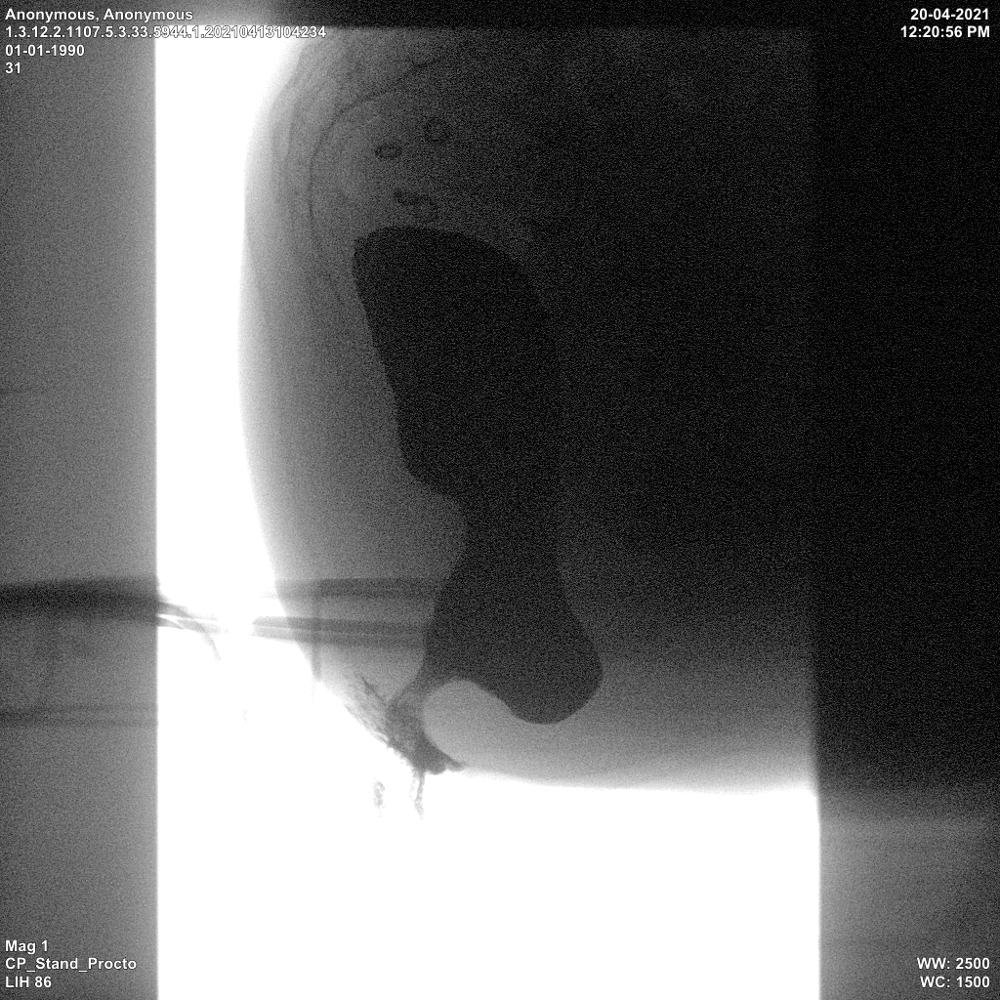 Anonymous, Anonymous
1.3.12.2.1107.5.3.33.5944.1.20210413104234
01-01-1990
31
20-04-2021
12:20:56 PM
Mag 1
CP_Stand_Procto
LIH 86
WW: 2500
WC: 1500